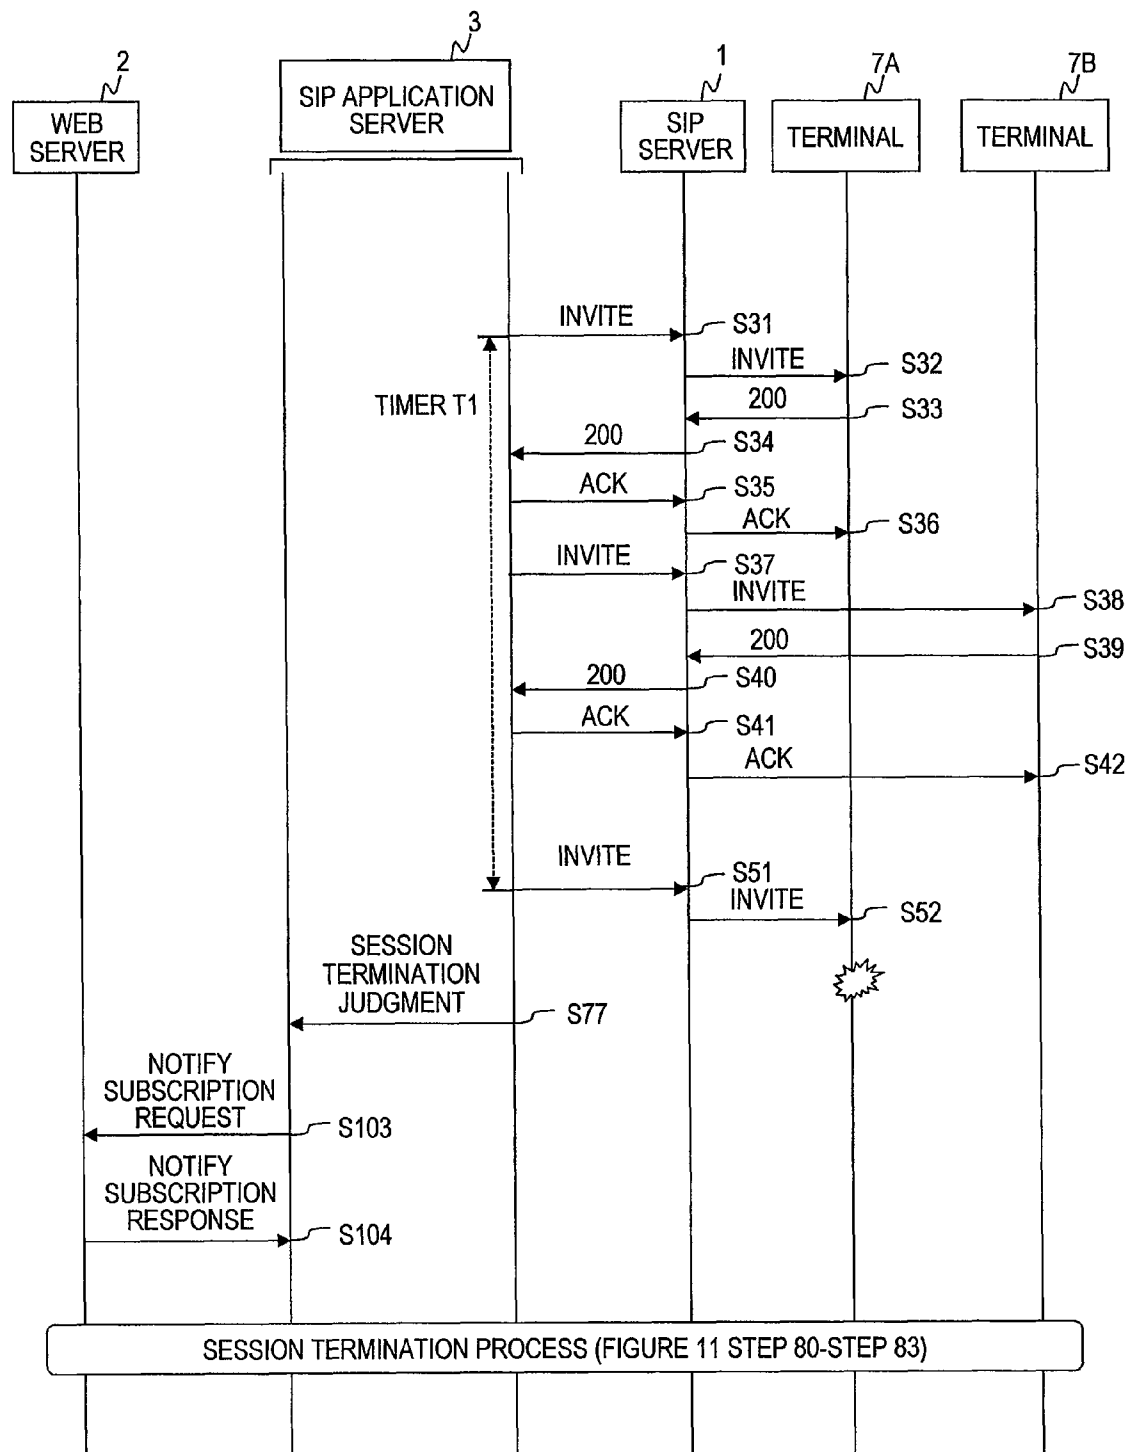 2
3
1
7A
7B
WEB
SERVER
SIP APPLICATION
SERVER
SIP
SERVER
TERMINAL
TERMINAL
INVITE
S31
INVITE
S32
TIMER T1
200
S33
200
S34
ACK
S35
ACK
S36
INVITE
S37
INVITE
S38
200
S39
200
S40
ACK
S41
ACK
S42
INVITE
S51
INVITE
S52
SESSION
TERMINATION
JUDGMENT
S77
NOTIFY
SUBSCRIPTION
REQUEST
S103
NOTIFY
SUBSCRIPTION
RESPONSE
S104
SESSION TERMINATION PROCESS (FIGURE 11 STEP 80-STEP 83)